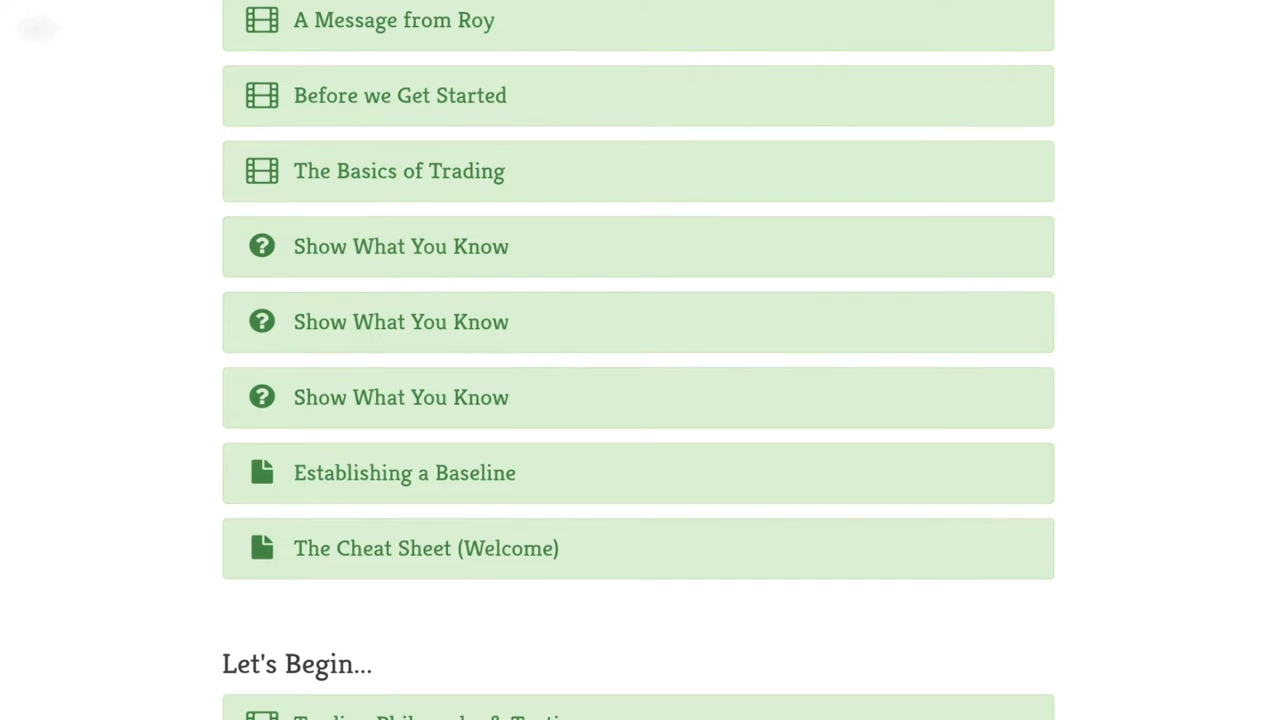 A Message from Roy
Before we Get Started
The Basics of Trading
Show What You Know
Show What You Know
Show What You Know
Establishing a Baseline
The Cheat Sheet (Welcome)
Let's Begin...